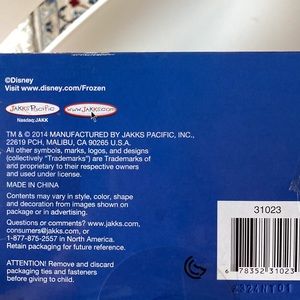 ©Disney
Visit www.disney.com/Frozen
JAKKS Pacific
www.jakks.com
Nasdaq JAKK
TM & © 2014 MANUFACTURED BY JAKKS PACIFIC, INC.,
22619 PCH, MALIBU, CA 90265 U.S.A.
All other symbols, marks, logos, and designs
(collectively "Trademarks") are Trademarks of
and proprietary to their respective owners
and used under license.
MADE IN CHINA
Contents may vary in style, color, shape
and decoration from images shown on
package or in advertising.
Questions or comments? www.jakks.com,
consumers@jakks.com, or
1-877-875-2557 in North America.
Retain packaging for future reference.
ATTENTION! Remove and discard
packaging ties and fasteners
before giving to child.
31023
6 78352 31023
4324NT01